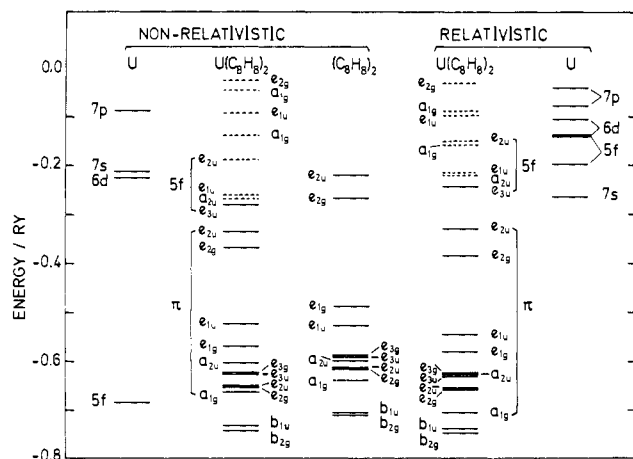 NON-RELATIVISTIC RELATIVISTIC
U U(C8H8)2 (C8H8)2 U(C8H8)2 U
ENERGY / RY
0.0
-0.2
-0.4
-0.6
-0.8
7p
7s
6d
5f
e2g
a1g
e1u
a1g
5f
e2u
e1u
a2u
e3u
π
e2u
e2g
e1u
e1g
a2u
a1g
e3g
e3u
e2u
e2g
b1u
b2g
e2u
e2g
e1g
e1u
a2u
a1g
e3g
e3u
e2u
e2g
b1u
b2g
e2g
a1g
e1u
a1g
e2u
5f
e1u
a2u
e3u
e2u
e2g
π
e1u
e1g
e3g
e3u
a2u
e2u
e2g
a1g
b1u
b2g
7p
6d
5f
7s